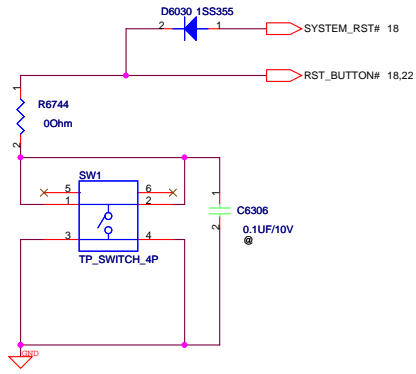 D6030 1SS355
2
1
SYSTEM_RST# 18
RST_BUTTON# 18,22
1
R6744
0Ohm
2
SW1
5
6
1
2
3
4
TP_SWITCH_4P
1
C6306
2
0.1UF/10V
@
GND